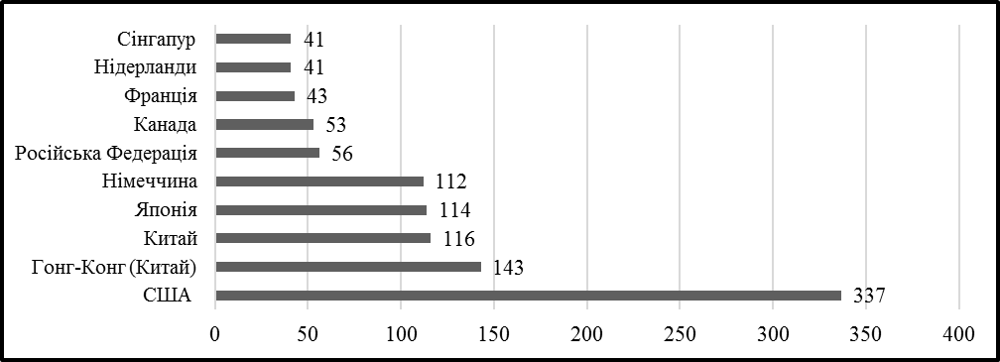 Сінгапур 41
Нідерланди 41
Франція 43
Канада 53
Російська Федерація 56
Німеччина 112
Японія 114
Китай 116
Гонг-Конг (Китай) 143
США 337
0 50 100 150 200 250 300 350 400